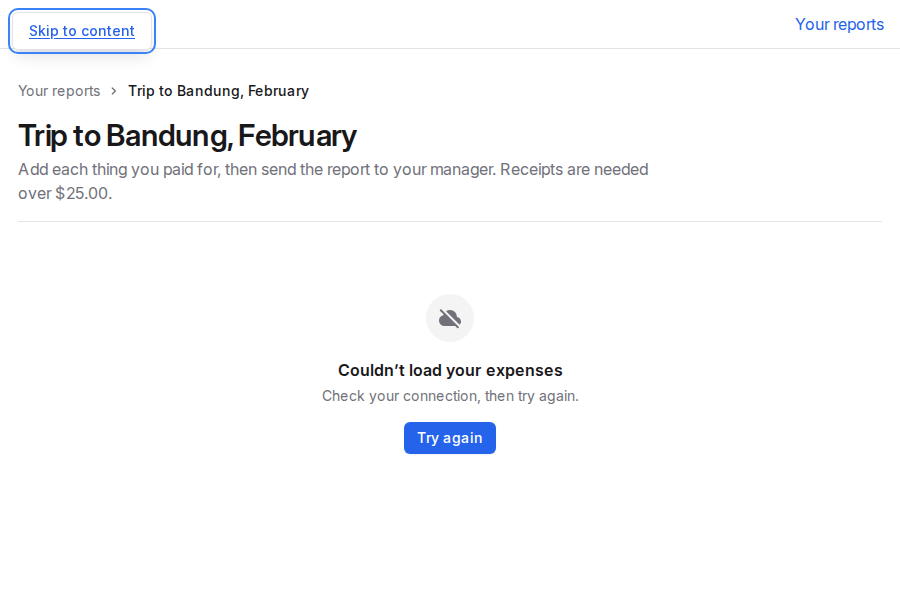 Skip to content
Your reports
Your reports > Trip to Bandung, February
Trip to Bandung, February
Add each thing you paid for, then send the report to your manager. Receipts are needed
over $25.00.
Couldn’t load your expenses
Check your connection, then try again.
Try again